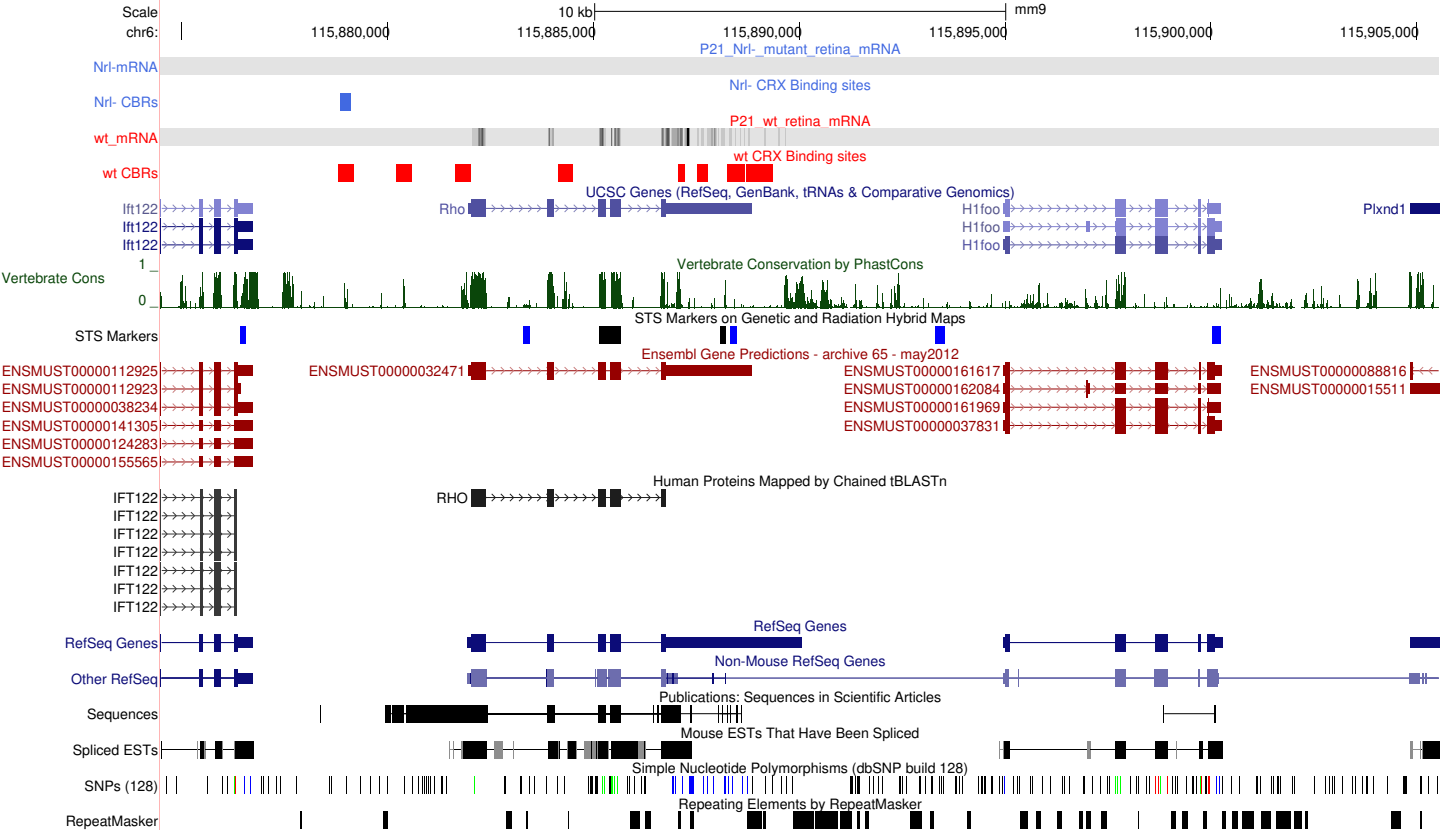 Scale 10 kb mm9
chr6: 115,880,000 115,885,000 115,890,000 115,895,000 115,900,000 115,905,000
P21_Nrl-_mutant_retina_mRNA
Nrl-mRNA
Nrl- CRX Binding sites
Nrl- CBRs
P21_wt_retina_mRNA
wt_mRNA
wt CRX Binding sites
wt CBRs
UCSC Genes (RefSeq, GenBank, tRNAs & Comparative Genomics)
Ift122 Rho H1foo Plxnd1
Ift122 H1foo
Ift122 H1foo
Vertebrate Conservation by PhastCons
1 _
Vertebrate Cons
0 _
STS Markers on Genetic and Radiation Hybrid Maps
STS Markers
Ensembl Gene Predictions - archive 65 - may2012
ENSMUST00000112925 ENSMUST00000032471 ENSMUST00000161617 ENSMUST00000088816
ENSMUST00000112923 ENSMUST00000162084 ENSMUST00000015511
ENSMUST00000038234 ENSMUST00000161969
ENSMUST00000141305 ENSMUST00000037831
ENSMUST00000124283
ENSMUST00000155565
Human Proteins Mapped by Chained tBLASTn
IFT122 RHO
IFT122
IFT122
IFT122
IFT122
IFT122
IFT122
RefSeq Genes
RefSeq Genes
Non-Mouse RefSeq Genes
Other RefSeq
Publications: Sequences in Scientific Articles
Sequences
Mouse ESTs That Have Been Spliced
Spliced ESTs
Simple Nucleotide Polymorphisms (dbSNP build 128)
SNPs (128)
Repeating Elements by RepeatMasker
RepeatMasker